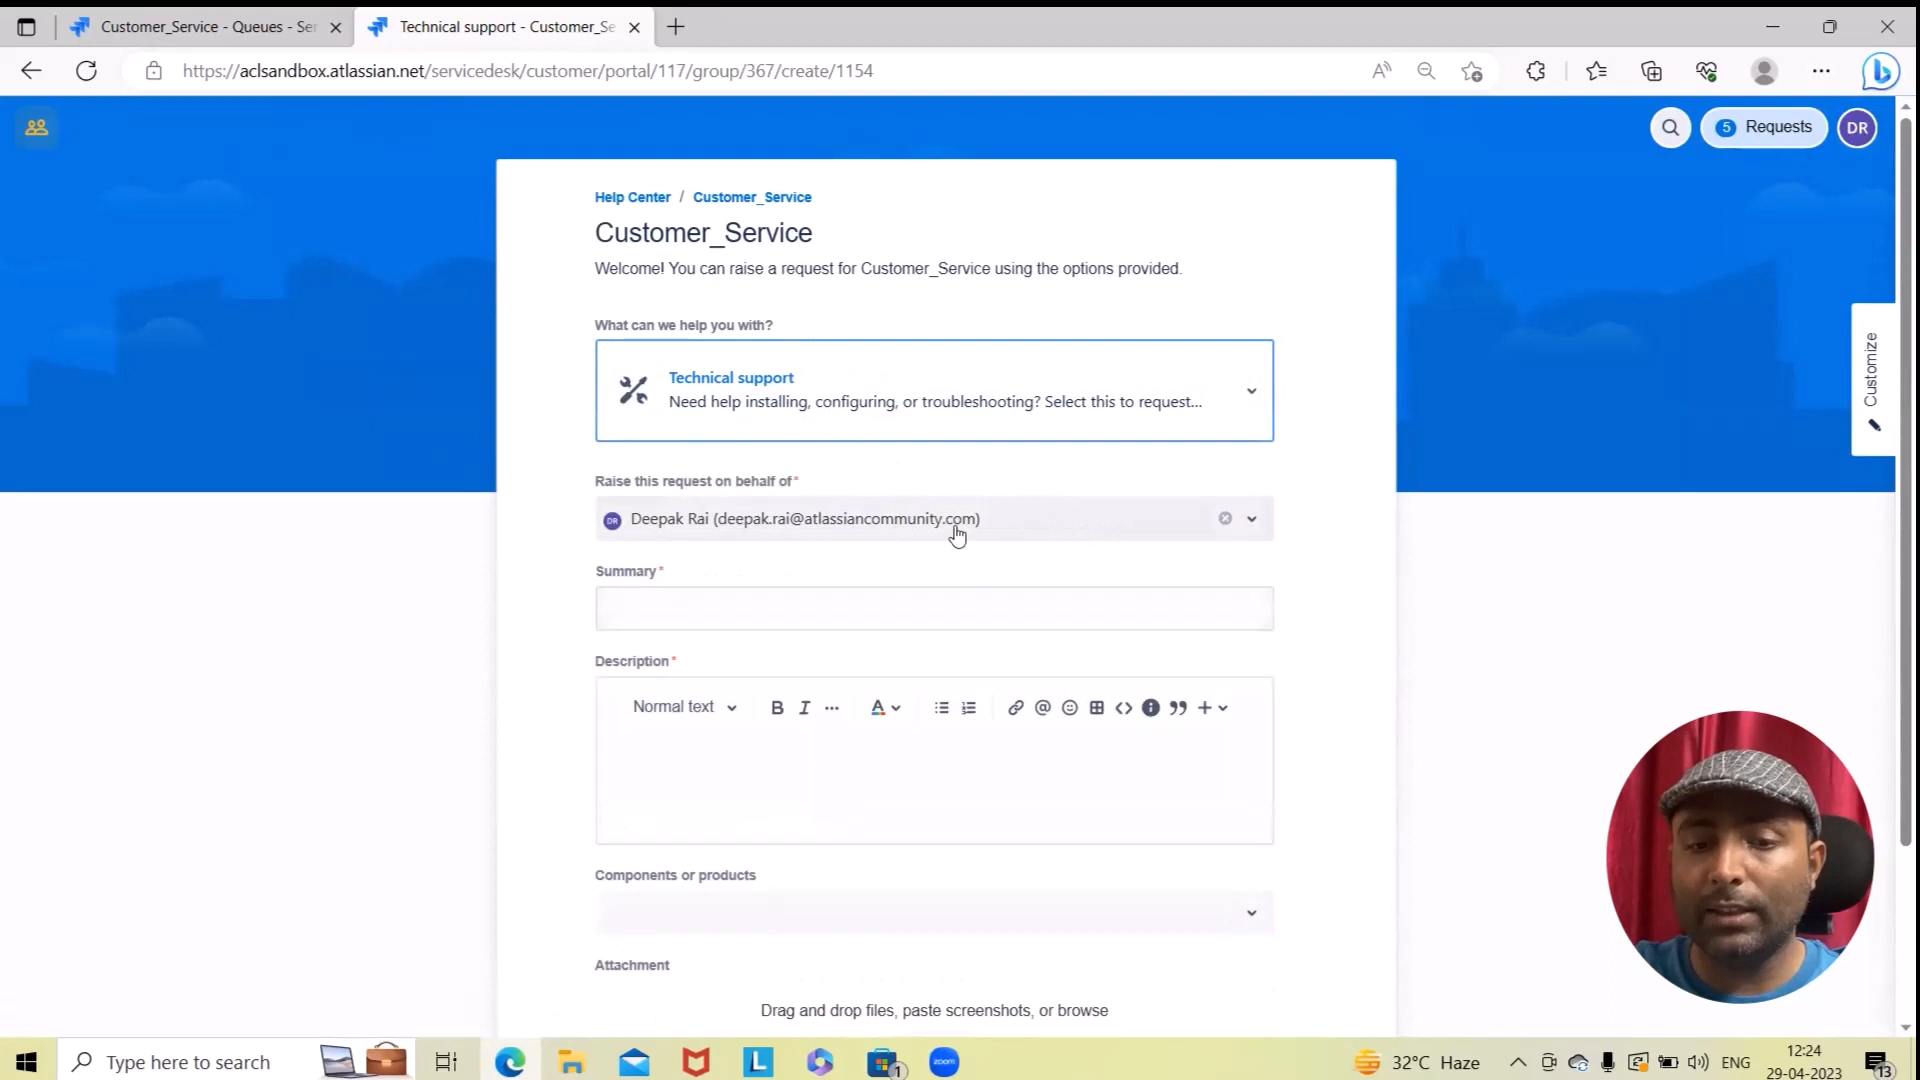 Customer_Service - Queues - Ser
Technical support - Customer_Se
https://aclsandbox.atlassian.net/servicedesk/customer/portal/117/group/367/create/1154
5 Requests
DR
Help Center / Customer_Service
Customer_Service
Welcome! You can raise a request for Customer_Service using the options provided.
Customize
What can we help you with?
Technical support
Need help installing, configuring, or troubleshooting? Select this to request...
Raise this request on behalf of *
DR Deepak Rai (deepak.rai@atlassiancommunity.com)
Summary *
Description *
Normal text B I ... A
Components or products
Attachment
Drag and drop files, paste screenshots, or browse
Type here to search
L
1
zoom
32°C Haze
ENG
12:24
29-04-2023
13